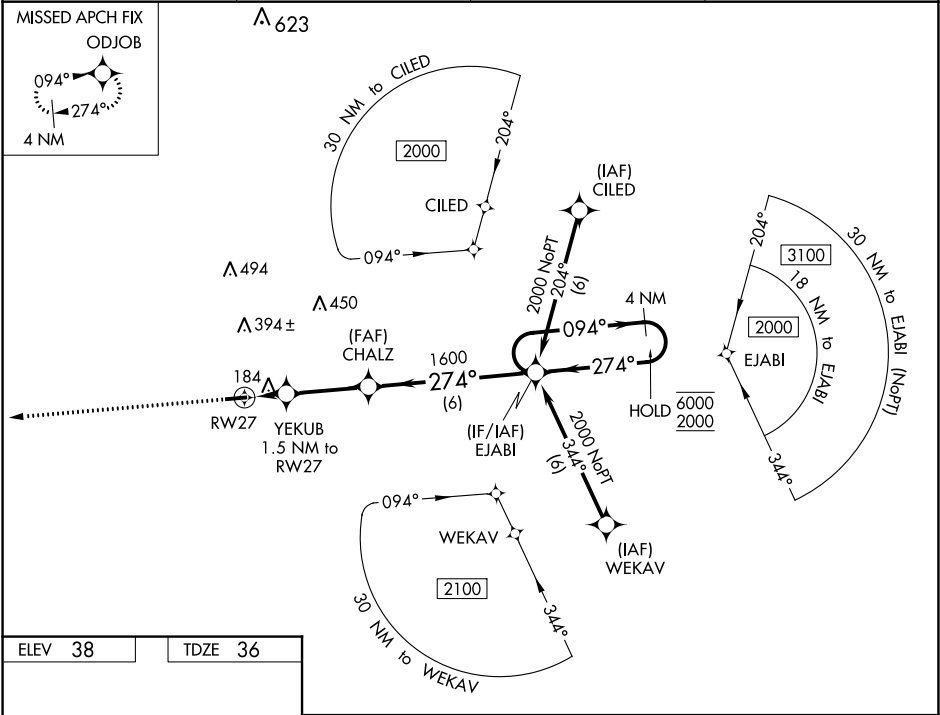 MISSED APCH FIX
ODJOB
094°
274°
4 NM
623
30 NM to CILED
2000
204°
CILED
094°
(IAF)
CILED
2000 NoPT
204°
(6)
204°
3100
30 NM to EJABI (NoPT)
18 NM to EJABI
2000
EJABI
344°
494
450
394 ±
4 NM
094°
274°
HOLD
6000
2000
(FAF)
CHALZ
1600
274°
(6)
184
RW27
YEKUB
1.5 NM to
RW27
(IF/IAF)
EJABI
2000 NoPT
344°
(6)
(IAF)
WEKAV
094°
WEKAV
2100
344°
30 NM to WEKAV
ELEV 38
TDZE 36